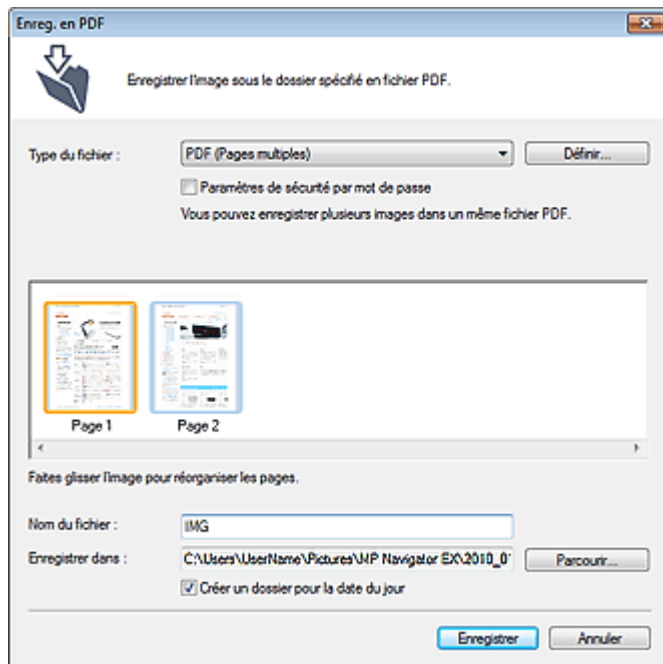 Enreg. en PDF
Enregistrer l'image sous le dossier spécifié en fichier PDF.
Type du fichier : PDF (Pages multiples) Définir...
Paramètres de sécurité par mot de passe
Vous pouvez enregistrer plusieurs images dans un même fichier PDF.
Page 1 Page 2
Faites glisser l'image pour réorganiser les pages.
Nom du fichier : IMG
Enregistrer dans : C:\Users\UserName\Pictures\MP Navigator EX\2010_0 Parcourir...
Créer un dossier pour la date du jour
Enregistrer Annuler